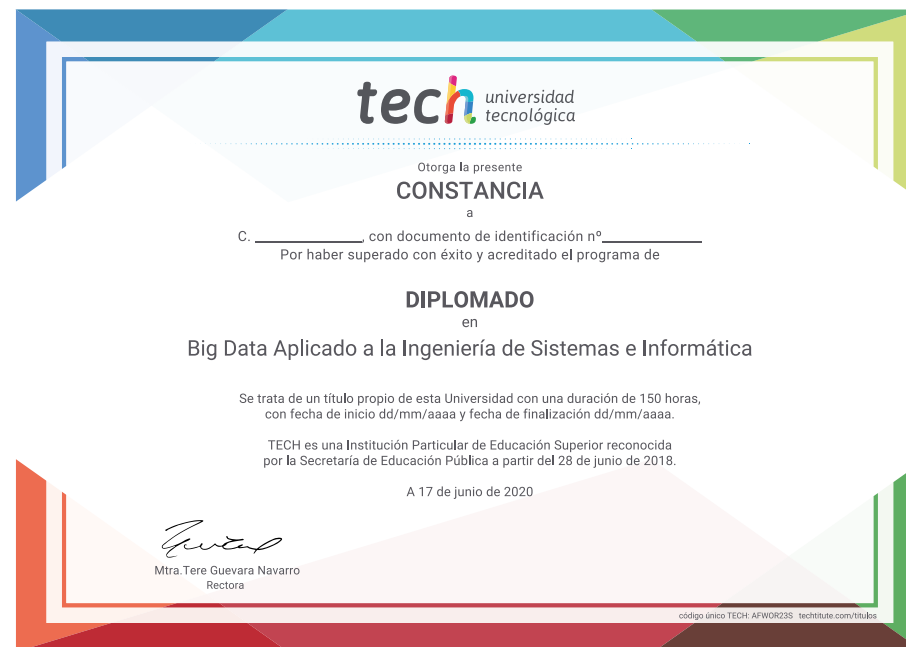 tech universidad
tecnológica
Otorga la presente
CONSTANCIA
a
C. ______________, con documento de identificación nº_____________
Por haber superado con éxito y acreditado el programa de
DIPLOMADO
en
Big Data Aplicado a la Ingeniería de Sistemas e Informática
Se trata de un título propio de esta Universidad con una duración de 150 horas,
con fecha de inicio dd/mm/aaaa y fecha de finalización dd/mm/aaaa.
TECH es una Institución Particular de Educación Superior reconocida
por la Secretaría de Educación Pública a partir del 28 de junio de 2018.
A 17 de junio de 2020
Mtra.Tere Guevara Navarro
Rectora
código único TECH: AFWOR23S techtitute.com/titulos